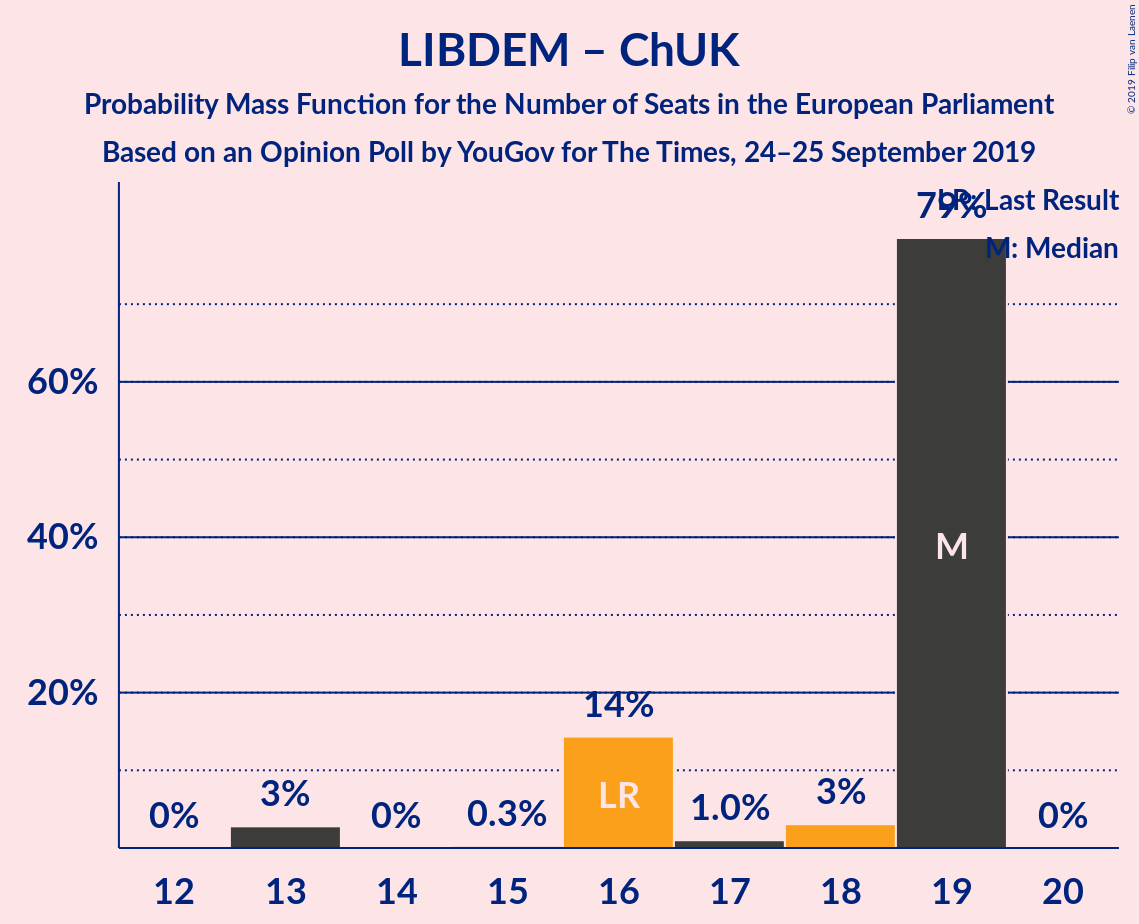 LIBDEM – ChUK
Probability Mass Function for the Number of Seats in the European Parliament
Based on an Opinion Poll by YouGov for The Times, 24–25 September 2019
© 2019 Filip van Laenen
LR: Last Result
M: Median
60%
40%
20%
0%
3%
0%
0.3%
14%
1.0%
3%
79%
0%
LR
M
12 13 14 15 16 17 18 19 20